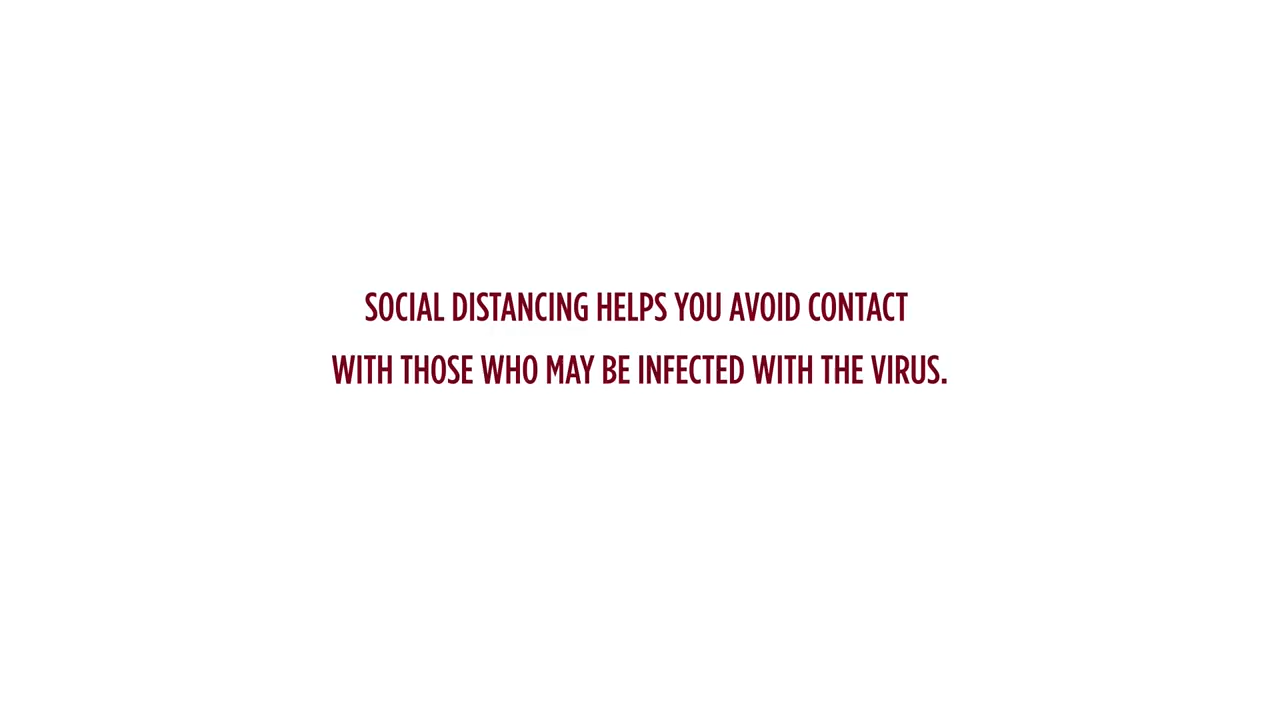 SOCIAL DISTANCING HELPS YOU AVOID CONTACT
WITH THOSE WHO MAY BE INFECTED WITH THE VIRUS.